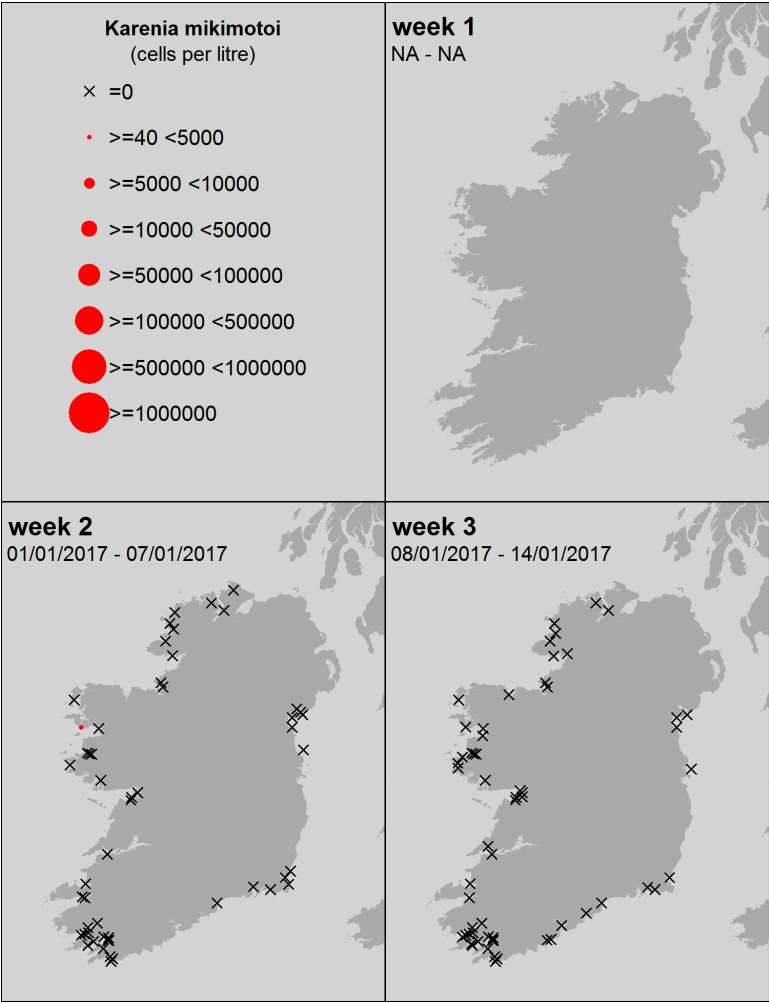 Karenia mikimotoi
(cells per litre)
=0
>=40 <5000
>=5000 <10000
>=10000 <50000
>=50000 <100000
>=100000 <500000
>=500000 <1000000
>=1000000
week 1
NA - NA
week 2
01/01/2017 - 07/01/2017
week 3
08/01/2017 - 14/01/2017